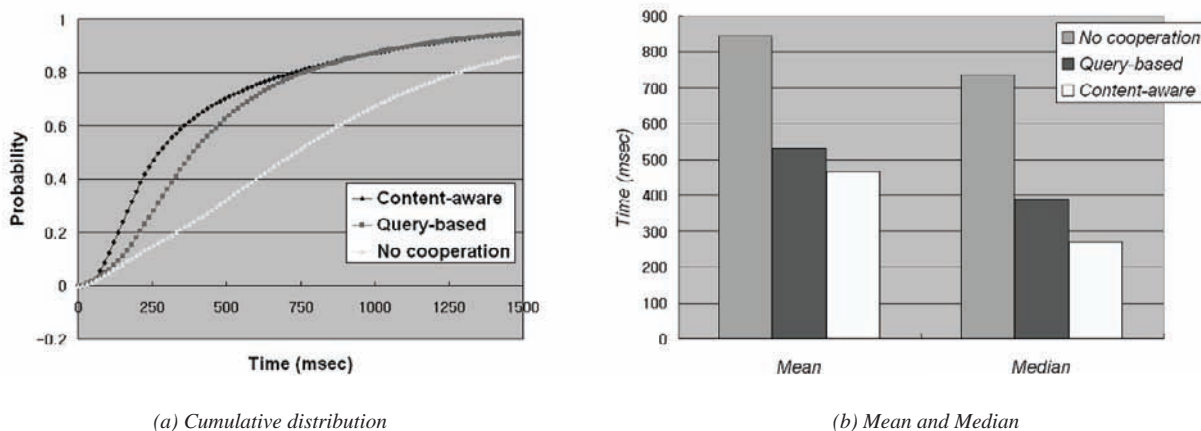 1
0.8
0.6
0.4
0.2
0
-0.2
Probability
0 250 500 750 1000 1250 1500
Time (msec)
Content-aware
Query-based
No cooperation
(a) Cumulative distribution
900
800
700
600
500
400
300
200
100
0
Time (msec)
Mean Median
No cooperation
Query-based
Content-aware
(b) Mean and Median